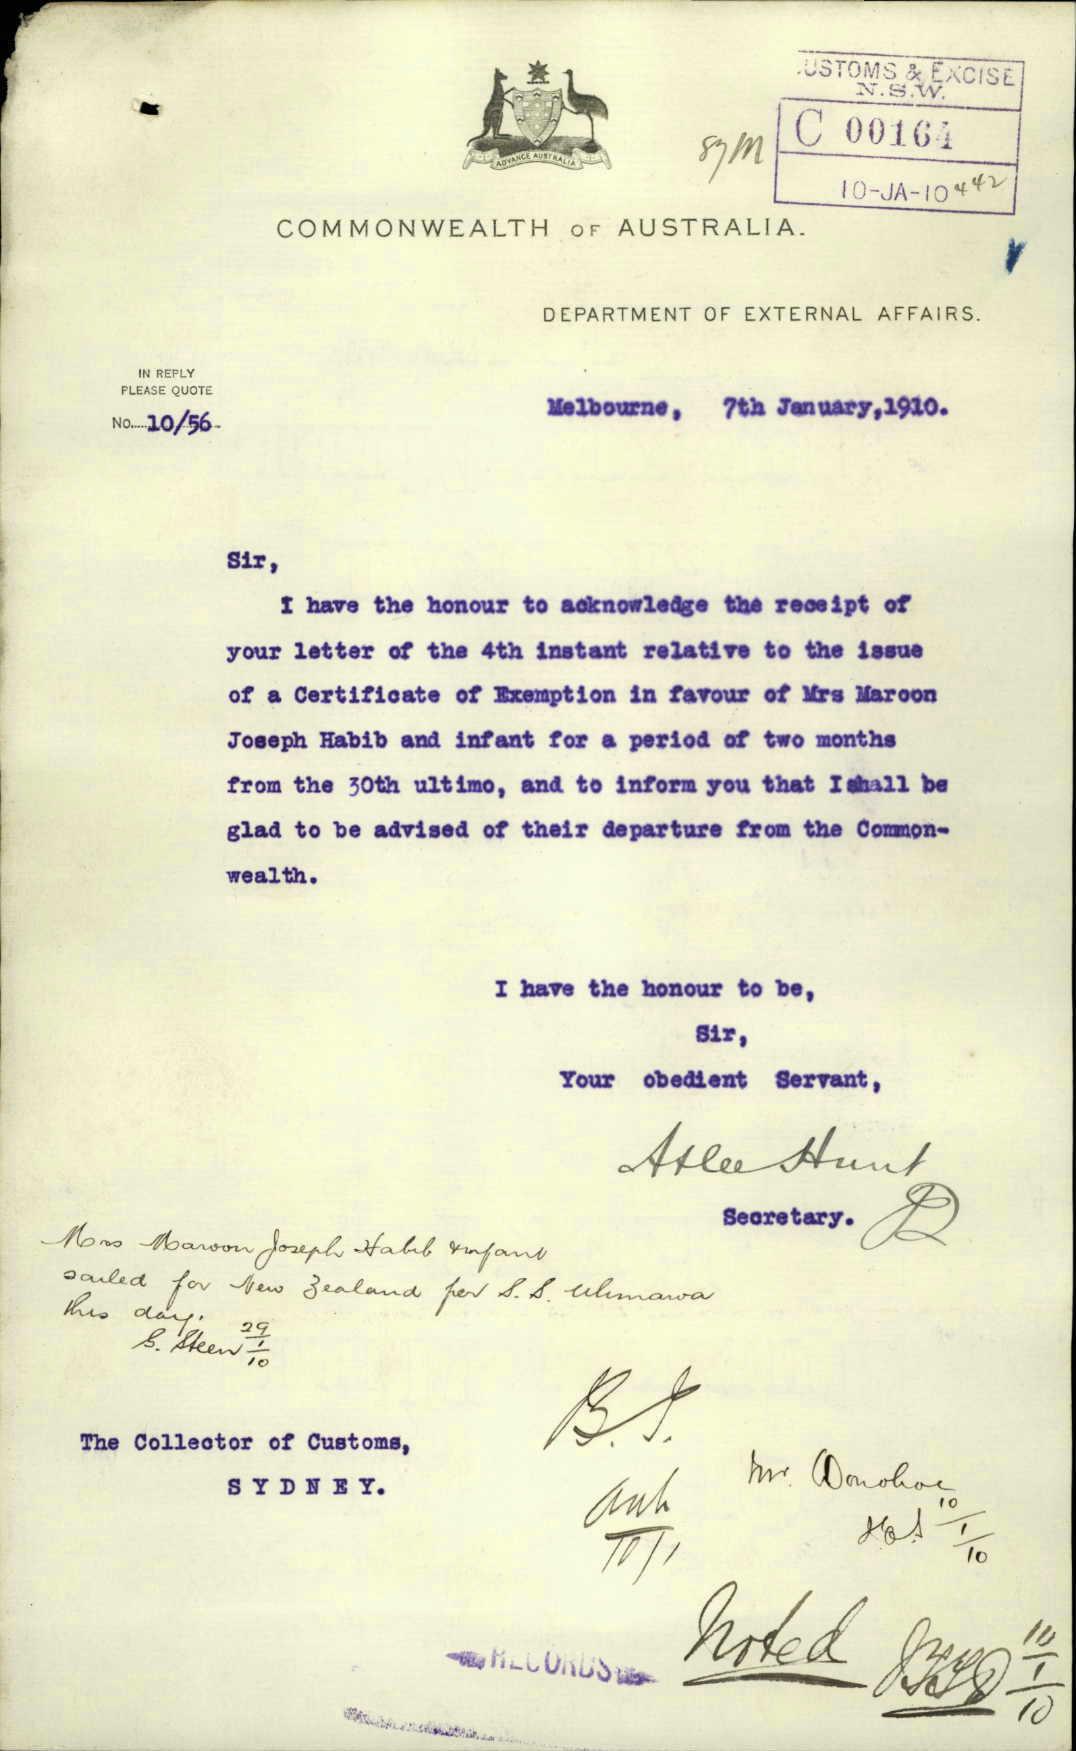 CUSTOMS & EXCISE
N.S.W.
C 00164
10-JA-10 442
ADVANCE AUSTRALIA
COMMONWEALTH OF AUSTRALIA.
DEPARTMENT OF EXTERNAL AFFAIRS.
IN REPLY
PLEASE QUOTE
No. 10/56
Melbourne, 7th January, 1910.
Sir,
I have the honour to acknowledge the receipt of
your letter of the 4th instant relative to the issue
of a Certificate of Exemption in favour of Mrs Maroon
Joseph Habib and infant for a period of two months
from the 30th ultimo, and to inform you that I shall be
glad to be advised of their departure from the Common-
wealth.
I have the honour to be,
Sir,
Your obedient Servant,
Atlee Hunt
Secretary.
Mrs Maroon Joseph Habib & infant
sailed for New Zealand per S.S. Ulimaroa
this day.
G. Steen 29/1/10
The Collector of Customs,
SYDNEY.
B.I.
10/1
Mr. Donohoe
10/1/10
Noted
10/1/10
RECORDS